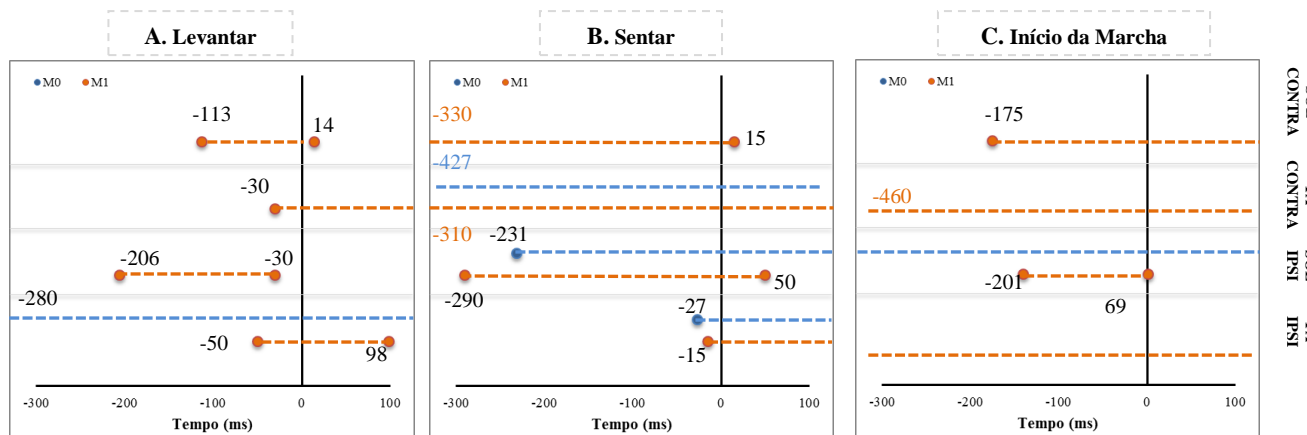 A. Levantar
B. Sentar
C. Início da Marcha
M0 M1
-113
14
-30
-206
-30
-280
-50
98
-300 -200 -100 0 100
Tempo (ms)
M0 M1
-330
15
-427
-310
-231
-290
50
-27
-15
-300 -200 -100 0 100
Tempo (ms)
M0 M1
-175
-460
-201
69
-300 -200 -100 0 100
Tempo (ms)
CONTRA
CONTRA
IPSI
IPSI